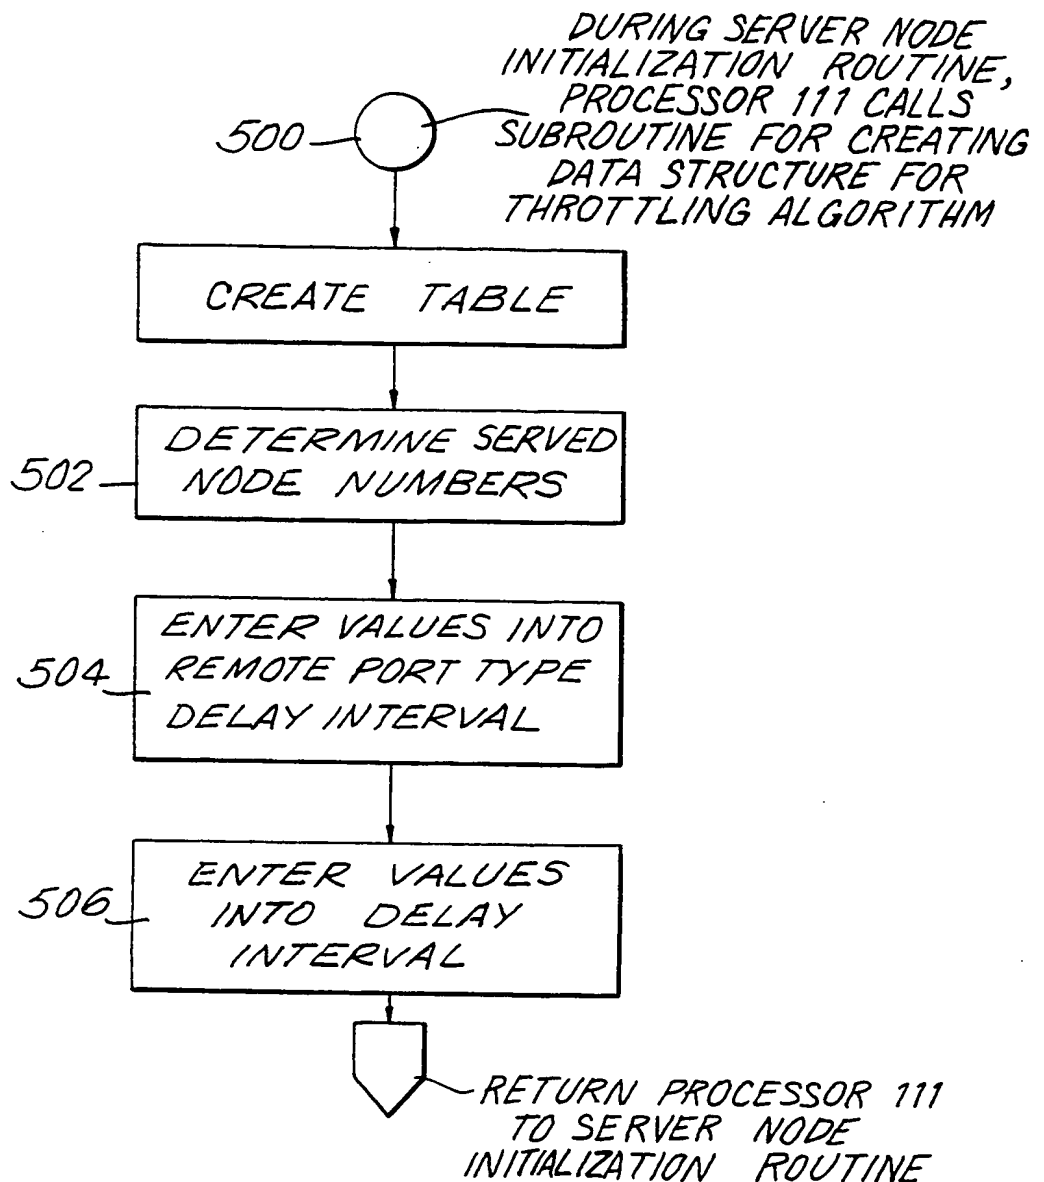 DURING SERVER NODE
INITIALIZATION ROUTINE,
PROCESSOR 111 CALLS
SUBROUTINE FOR CREATING
DATA STRUCTURE FOR
THROTTLING ALGORITHM
500
CREATE TABLE
502
DETERMINE SERVED
NODE NUMBERS
504
ENTER VALUES INTO
REMOTE PORT TYPE
DELAY INTERVAL
506
ENTER VALUES
INTO DELAY
INTERVAL
RETURN PROCESSOR 111
TO SERVER NODE
INITIALIZATION ROUTINE